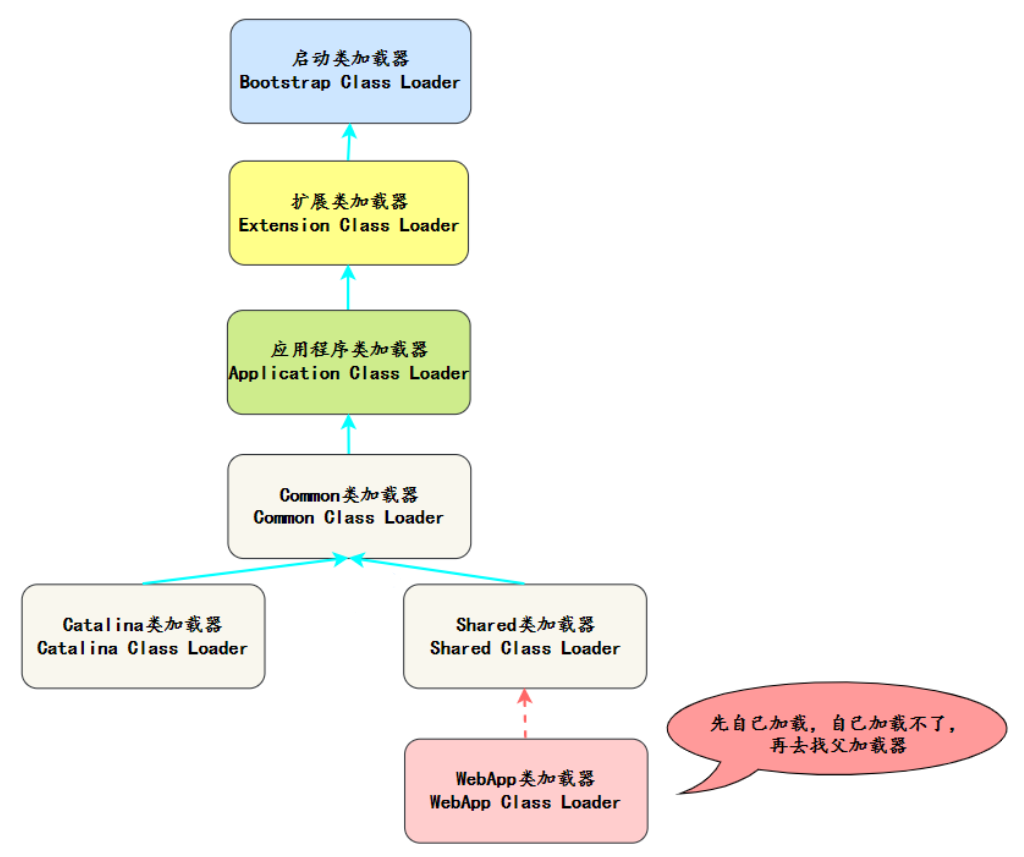 启动类加载器
Bootstrap Class Loader
扩展类加载器
Extension Class Loader
应用程序类加载器
Application Class Loader
Common类加载器
Common Class Loader
Catalina类加载器
Catalina Class Loader
Shared类加载器
Shared Class Loader
先自己加载，自己加载不了，
再去找父加载器
WebApp类加载器
WebApp Class Loader